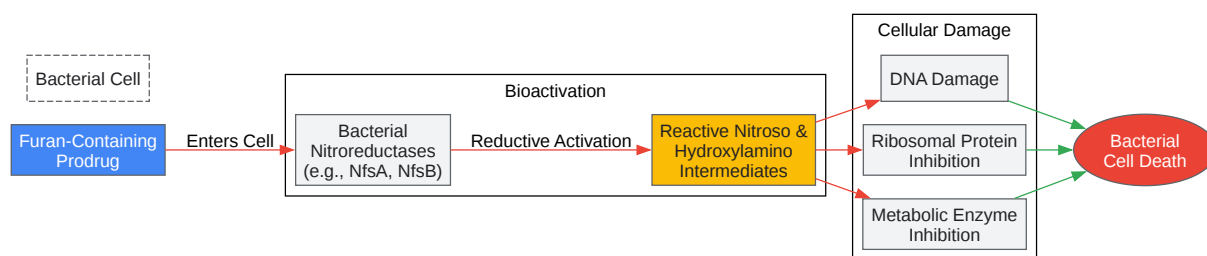 Cellular Damage
Bacterial Cell
Bioactivation
DNA Damage
Furan-Containing
Prodrug
Enters Cell
Bacterial
Nitroreductases
(e.g., NfsA, NfsB)
Reductive Activation
Reactive Nitroso &
Hydroxylamino
Intermediates
Ribosomal Protein
Inhibition
Bacterial
Cell Death
Metabolic Enzyme
Inhibition